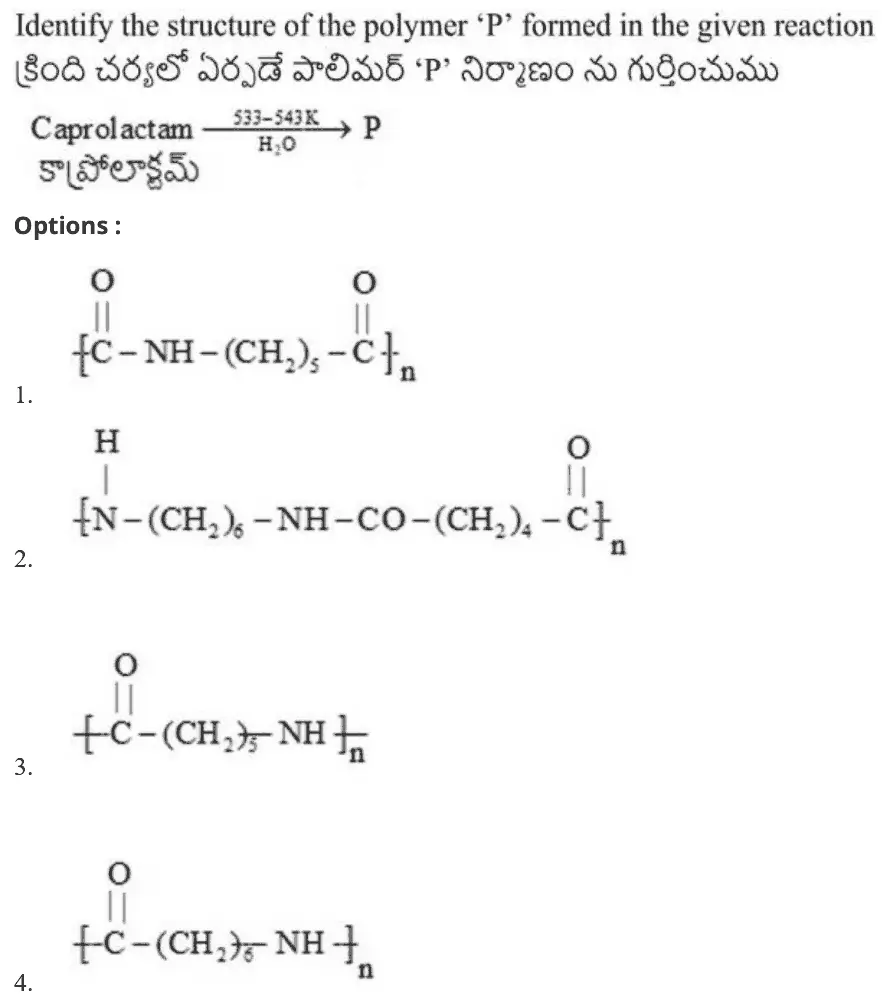 Identify the structure of the polymer ‘P’ formed in the given reaction
క్రింది చర్యలో ఏర్పడే పాలిమర్ ‘P’ నిర్మాణం ను గుర్తించుము
Caprolactam 533–543K H₂O → P
కాప్రోలాక్టమ్
Options :
O O
|| ||
1. [C – NH – (CH₂)₅ – C]ₙ
H O
| ||
2. [N – (CH₂)₆ – NH – CO – (CH₂)₄ – C]ₙ
O
||
3. [C – (CH₂)₅ – NH]ₙ
O
||
4. [C – (CH₂)₆ – NH]ₙ